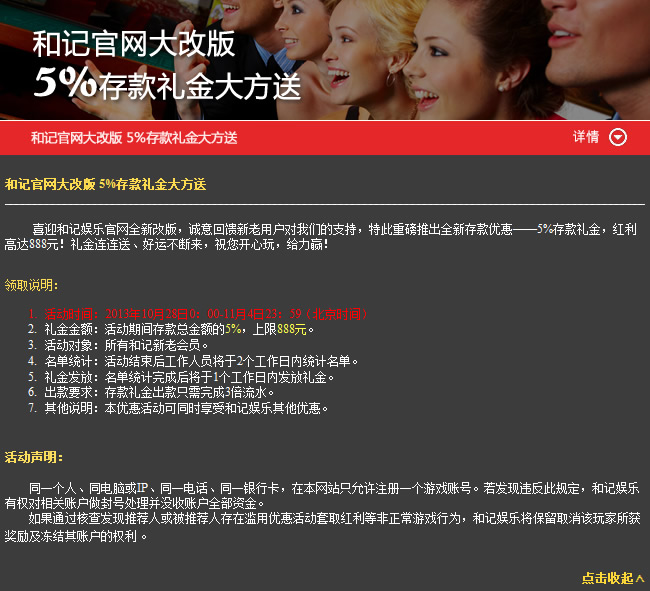 和记官网大改版
5%存款礼金大方送
和记官网大改版 5%存款礼金大方送
详情
和记官网大改版 5%存款礼金大方送
喜迎和记娱乐官网全新改版，诚意回馈新老用户对我们的支持，特此重磅推出全新存款优惠——5%存款礼金，红利
高达888元！礼金连连送、好运不断来，祝您开心玩，给力赢！
领取说明：
1. 活动时间：2013年10月28日0：00-11月4日23：59（北京时间）
2. 礼金金额：活动期间存款总金额的5%，上限888元。
3. 活动对象：所有和记新老会员。
4. 名单统计：活动结束后工作人员将于2个工作日内统计名单。
5. 礼金发放：名单统计完成后将于1个工作日内发放礼金。
6. 出款要求：存款礼金出款只需完成3倍流水。
7. 其他说明：本优惠活动可同时享受和记娱乐其他优惠。
活动声明：
同一个人、同电脑或IP、同一电话、同一银行卡，在本网站只允许注册一个游戏账号。若发现违反此规定，和记娱乐
有权对相关账户做封号处理并没收账户全部资金。
如果通过核查发现推荐人或被推荐人存在滥用优惠活动套取红利等非正常游戏行为，和记娱乐将保留取消该玩家所获
奖励及冻结其账户的权利 。
点击收起∧